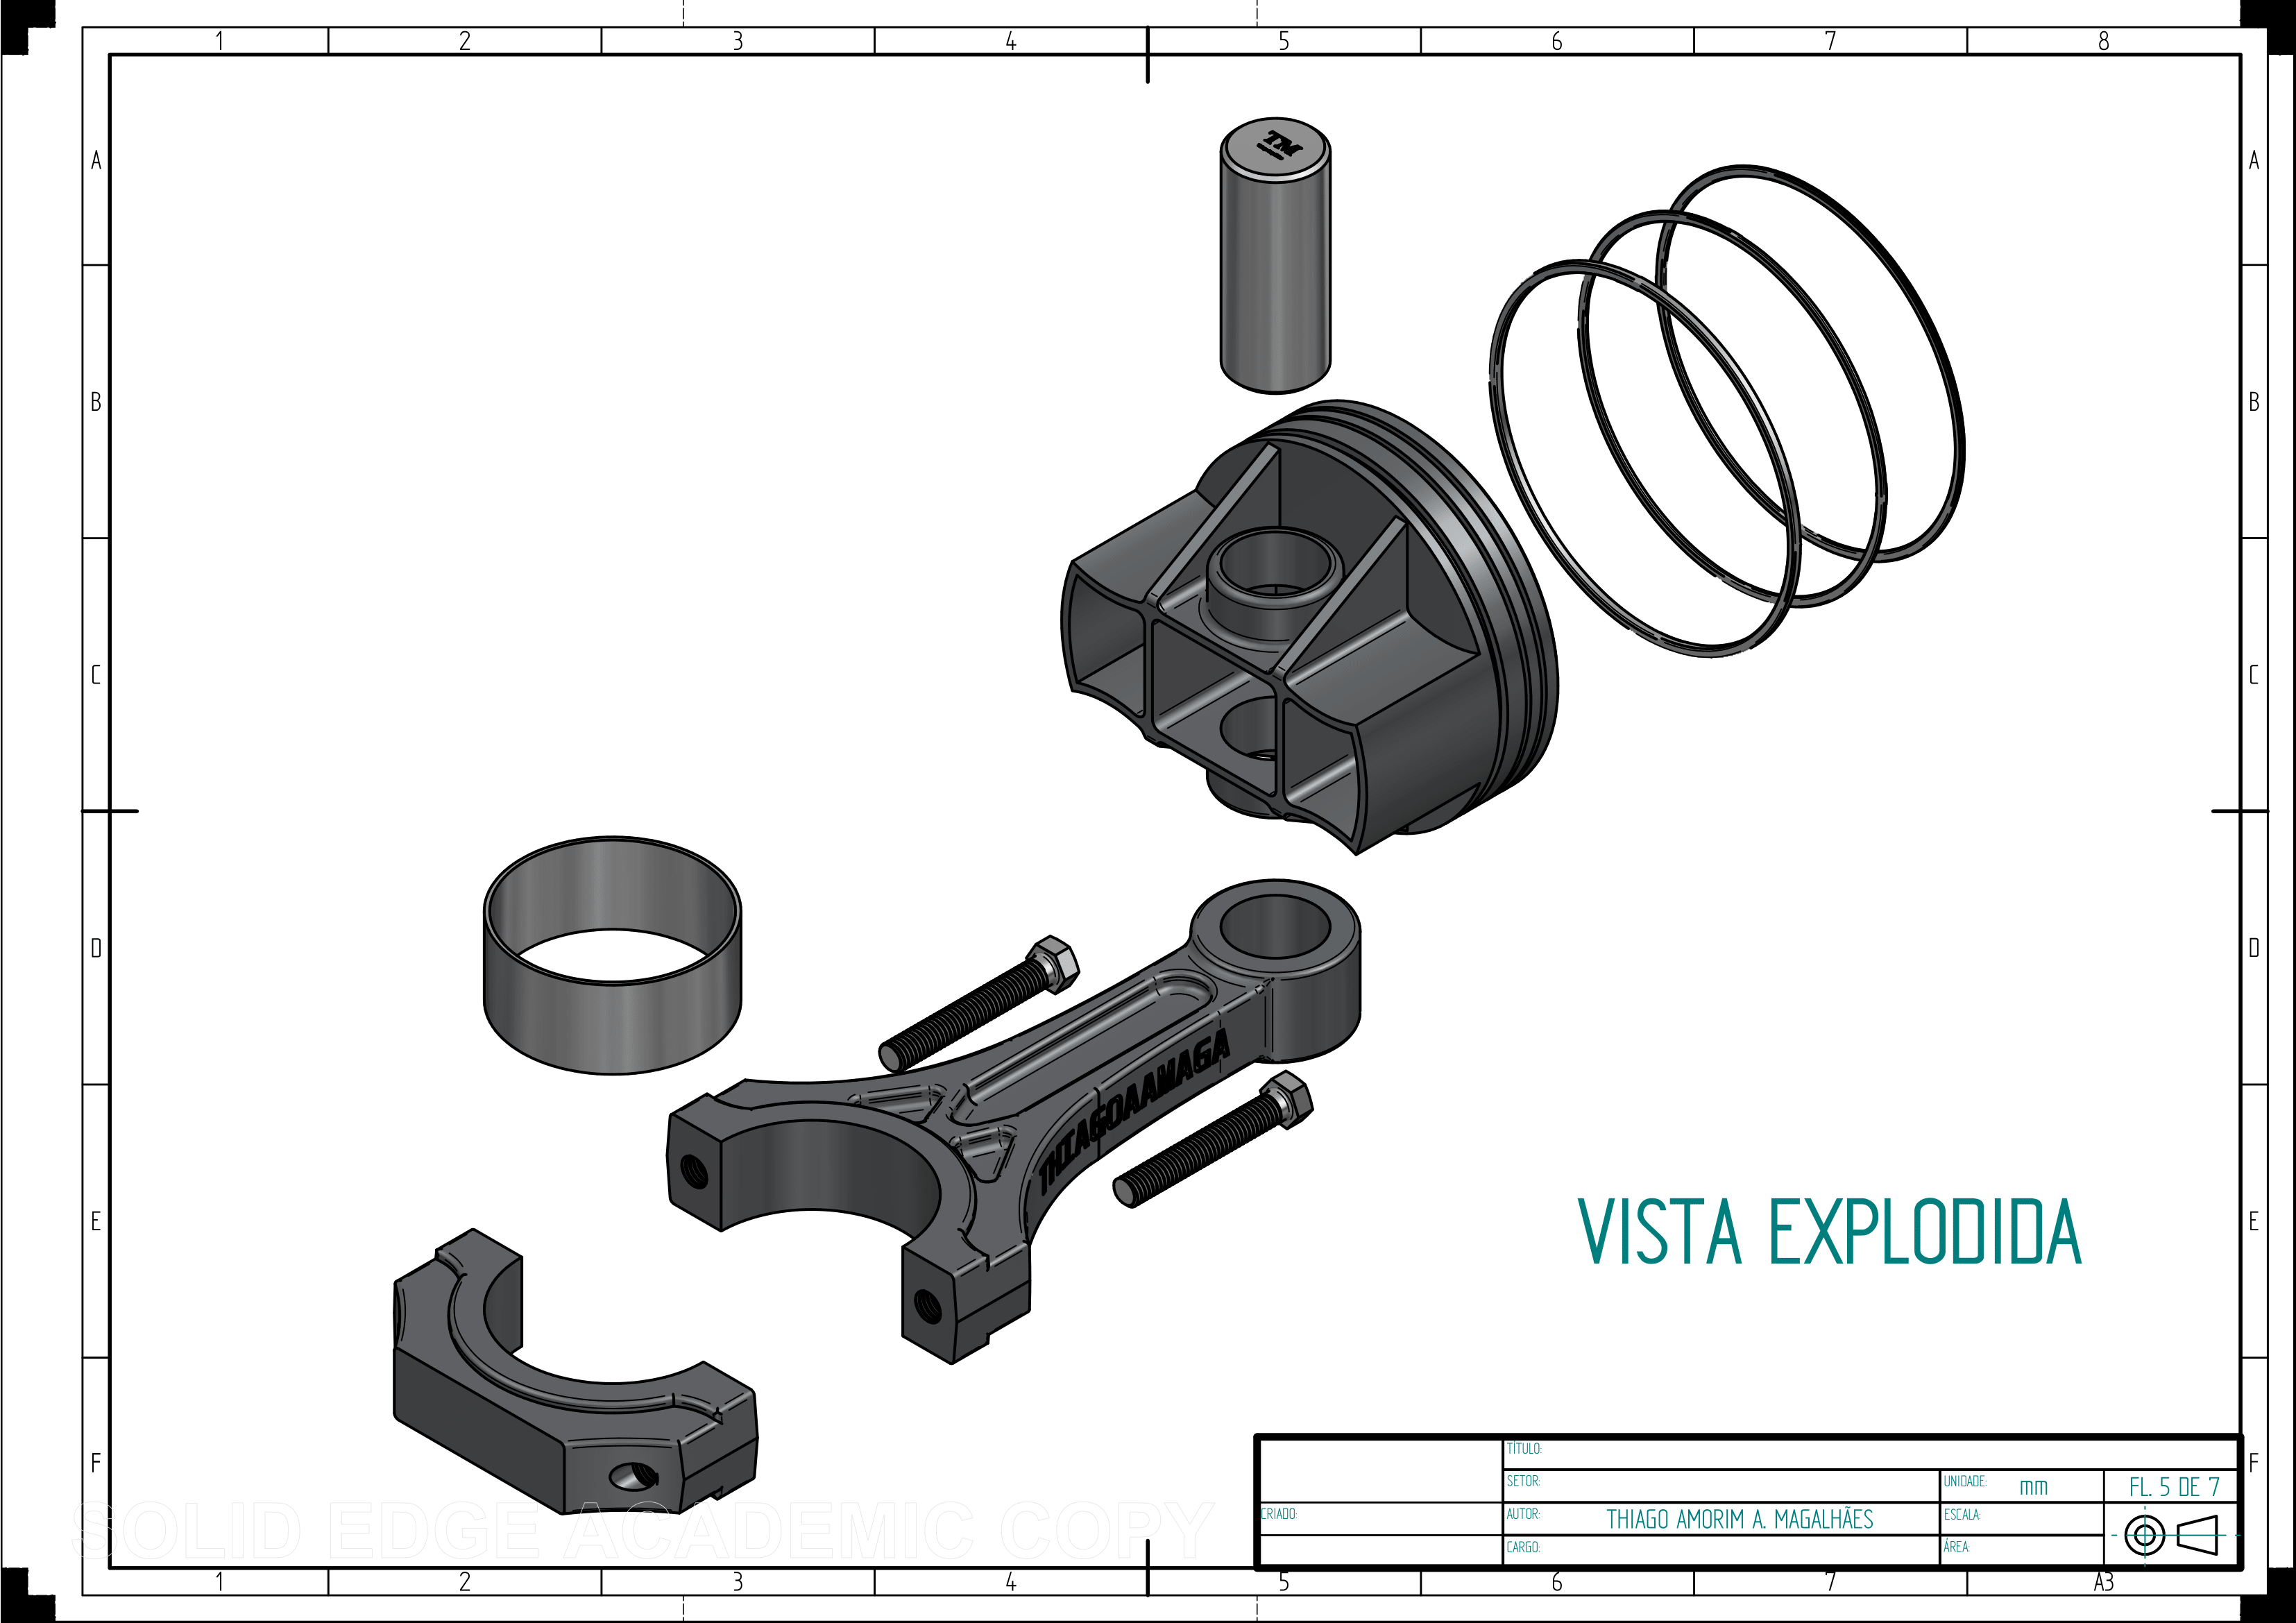 1 2 3 4 5 6 7 8
A A
B B
C C
D D
E E
F F
TM
THIAGOAAMAGA
VISTA EXPLODIDA
TÍTULO:
SETOR:
UNIDADE: mm
FL. 5 DE 7
CRIADO:
AUTOR: THIAGO AMORIM A. MAGALHÃES
ESCALA:
CARGO:
ÁREA:
SOLID EDGE ACADEMIC COPY
1 2 3 4 5 6 7 A3